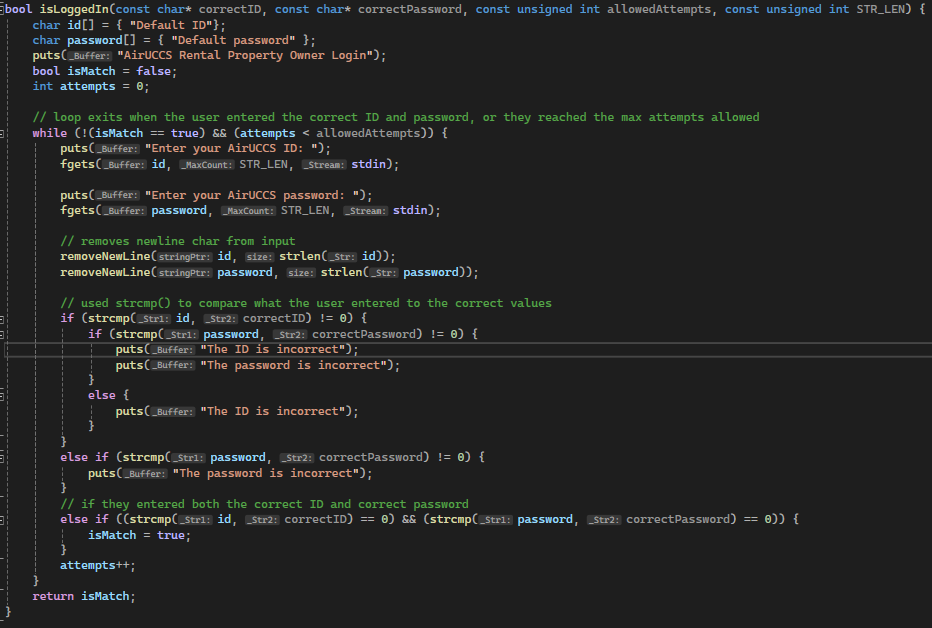 bool isLoggedIn(const char* correctID, const char* correctPassword, const unsigned int allowedAttempts, const unsigned int STR_LEN) {
char id[] = { "Default ID"};
char password[] = { "Default password" };
puts(_Buffer: "AirUCCS Rental Property Owner Login");
bool isMatch = false;
int attempts = 0;
// loop exits when the user entered the correct ID and password, or they reached the max attempts allowed
while (!(isMatch == true) && (attempts < allowedAttempts)) {
puts(_Buffer: "Enter your AirUCCS ID: ");
fgets(_Buffer: id, _MaxCount: STR_LEN, _Stream: stdin);
puts(_Buffer: "Enter your AirUCCS password: ");
fgets(_Buffer: password, _MaxCount: STR_LEN, _Stream: stdin);
// removes newline char from input
removeNewLine(stringPtr: id, size: strlen(_Str: id));
removeNewLine(stringPtr: password, size: strlen(_Str: password));
// used strcmp() to compare what the user entered to the correct values
if (strcmp(_Str1: id, _Str2: correctID) != 0) {
if (strcmp(_Str1: password, _Str2: correctPassword) != 0) {
puts(_Buffer: "The ID is incorrect");
puts(_Buffer: "The password is incorrect");
}
else {
puts(_Buffer: "The ID is incorrect");
}
}
else if (strcmp(_Str1: password, _Str2: correctPassword) != 0) {
puts(_Buffer: "The password is incorrect");
}
// if they entered both the correct ID and correct password
else if ((strcmp(_Str1: id, _Str2: correctID) == 0) && (strcmp(_Str1: password, _Str2: correctPassword) == 0)) {
isMatch = true;
}
attempts++;
}
return isMatch;
}